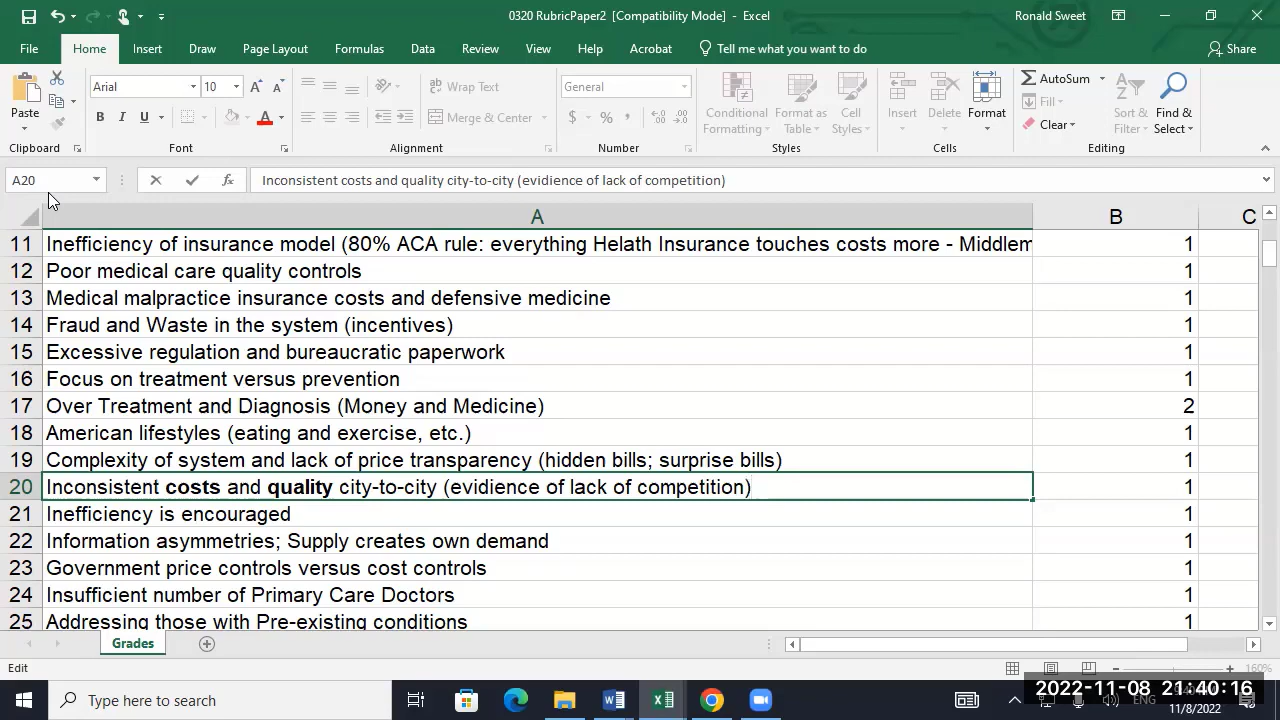 0320 RubricPaper2 [Compatibility Mode] - Excel
Ronald Sweet
File Home Insert Draw Page Layout Formulas Data Review View Help Acrobat Tell me what you want to do Share
Paste
Arial 10
B I U
Wrap Text
Merge & Center
General
$ % ,
Conditional Formatting
Format as Table
Cell Styles
Insert Delete Format
AutoSum
Fill
Clear
Sort & Filter
Find & Select
Clipboard Font Alignment Number Styles Cells Editing
A20 fx Inconsistent costs and quality city-to-city (evidience of lack of competition)
A B C
11 Inefficiency of insurance model (80% ACA rule: everything Helath Insurance touches costs more - Middlem 1
12 Poor medical care quality controls 1
13 Medical malpractice insurance costs and defensive medicine 1
14 Fraud and Waste in the system (incentives) 1
15 Excessive regulation and bureaucratic paperwork 1
16 Focus on treatment versus prevention 1
17 Over Treatment and Diagnosis (Money and Medicine) 2
18 American lifestyles (eating and exercise, etc.) 1
19 Complexity of system and lack of price transparency (hidden bills; surprise bills) 1
20 Inconsistent costs and quality city-to-city (evidience of lack of competition) 1
21 Inefficiency is encouraged 1
22 Information asymmetries; Supply creates own demand 1
23 Government price controls versus cost controls 1
24 Insufficient number of Primary Care Doctors 1
25 Addressing those with Pre-existing conditions 1
Grades
Edit
160%
Type here to search
2022-11-08 21:40:16
ENG
11/8/2022